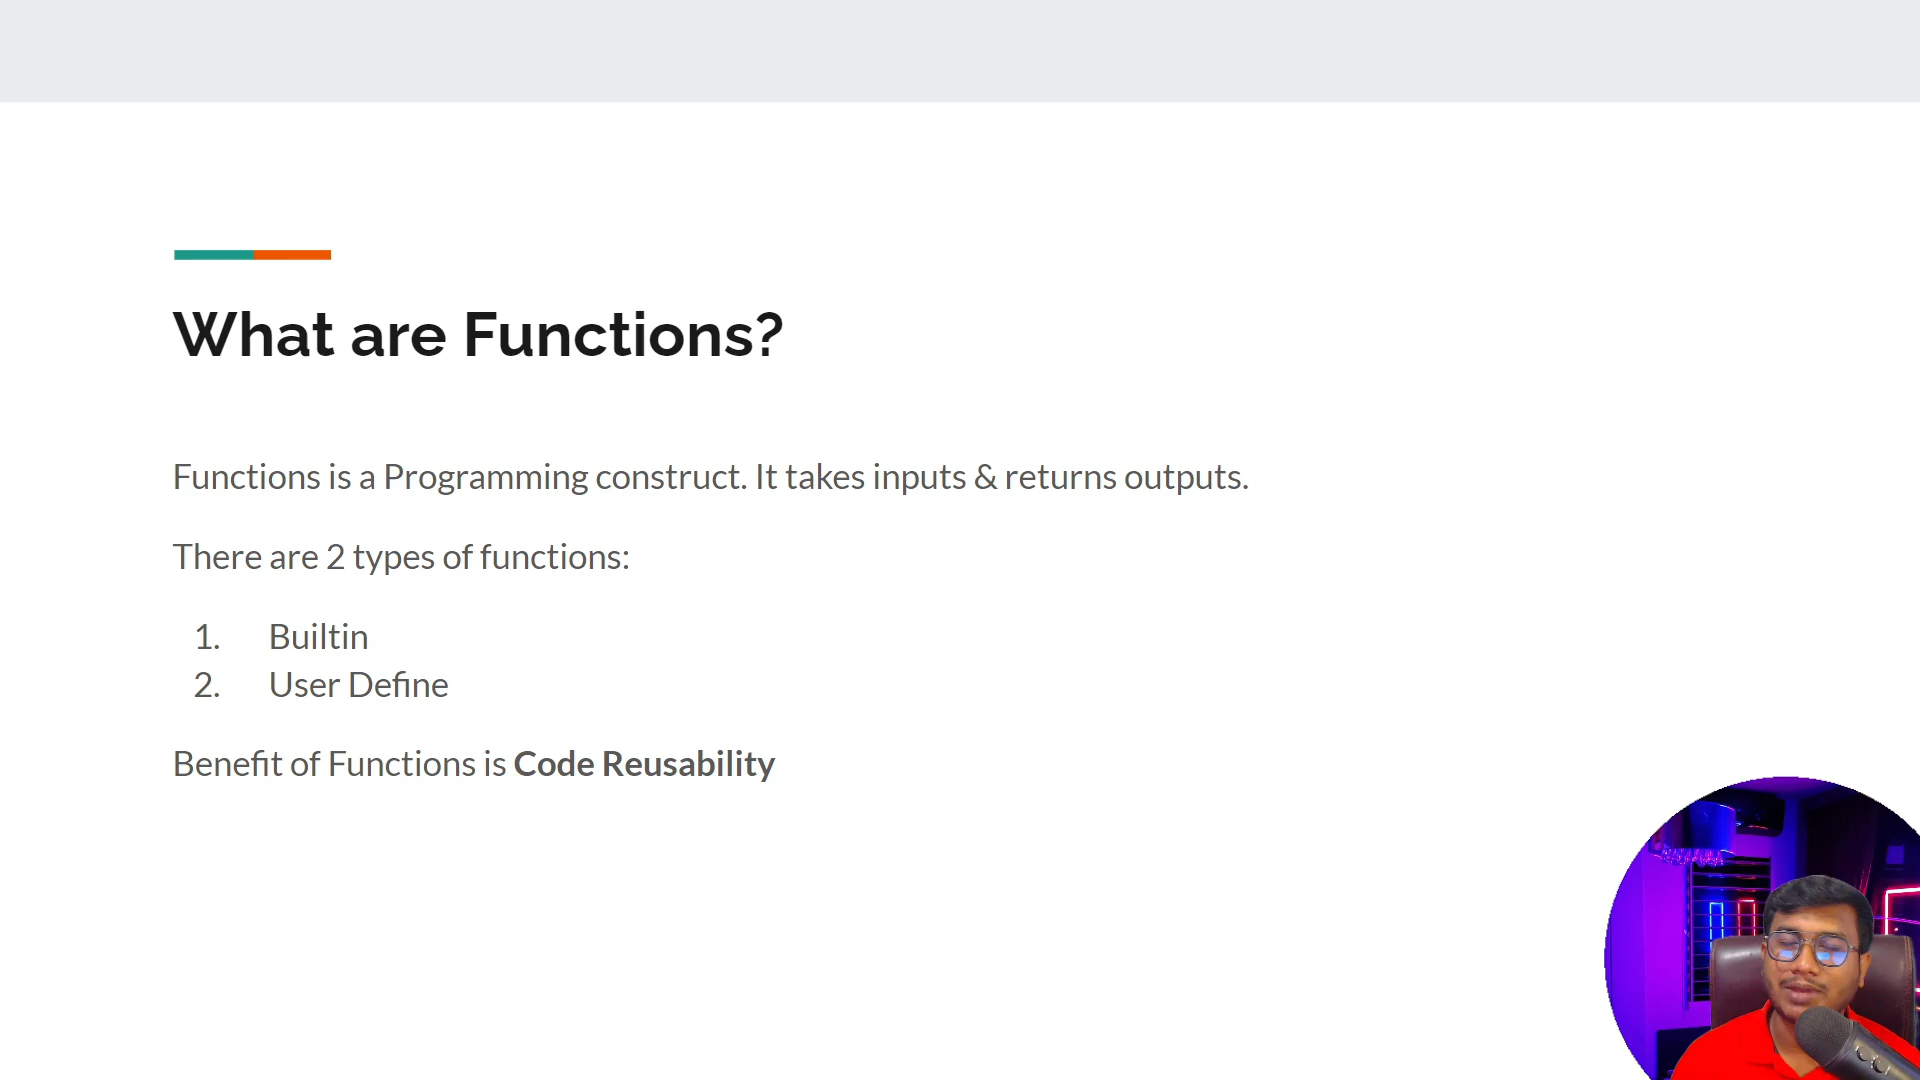 What are Functions?
Functions is a Programming construct. It takes inputs & returns outputs.
There are 2 types of functions:
1. Builtin
2. User Define
Benefit of Functions is Code Reusability